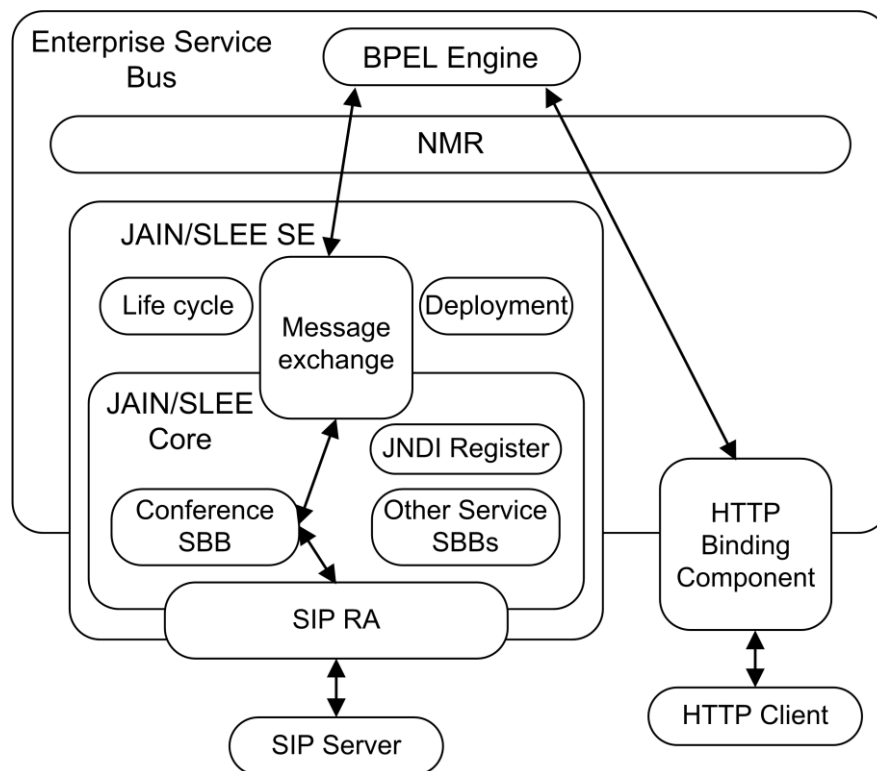 Enterprise Service
Bus
BPEL Engine
NMR
JAIN/SLEE SE
Life cycle
Message
exchange
Deployment
JAIN/SLEE
Core
JNDI Register
Conference
SBB
Other Service
SBBs
HTTP
Binding
Component
SIP RA
SIP Server
HTTP Client